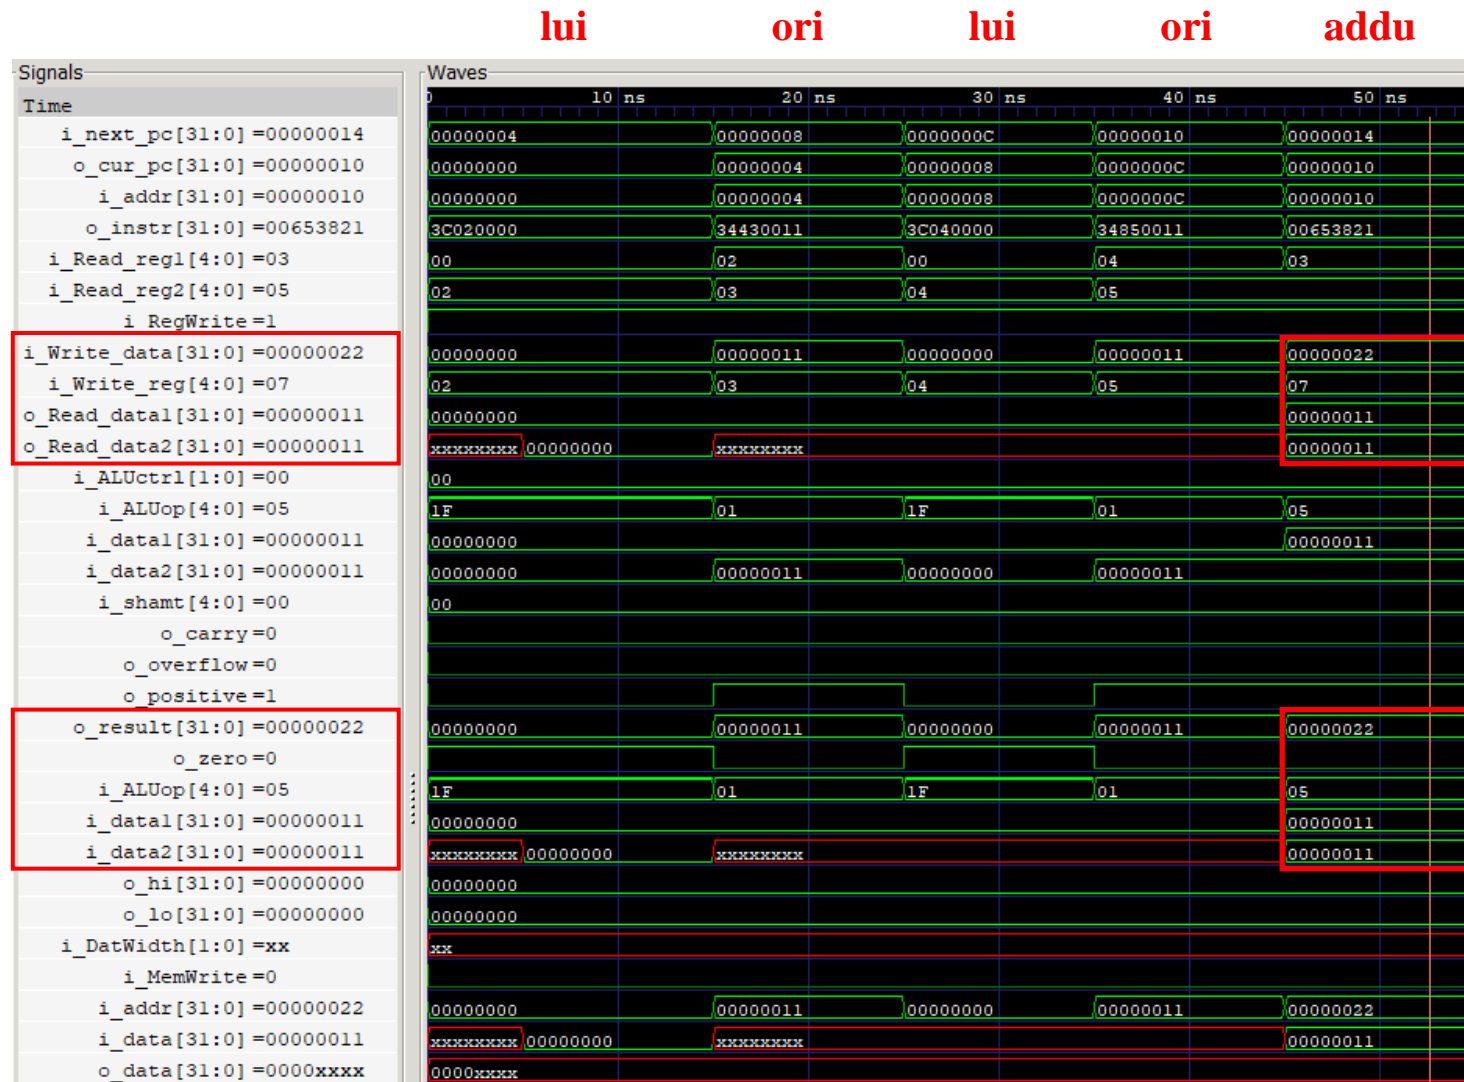 lui ori lui ori addu
Signals Waves
Time 0 10 ns 20 ns 30 ns 40 ns 50 ns
i_next_pc[31:0] =00000014 00000004 00000008 0000000C 00000010 00000014
o_cur_pc[31:0] =00000010 00000000 00000004 00000008 0000000C 00000010
i_addr[31:0] =00000010 00000000 00000004 00000008 0000000C 00000010
o_instr[31:0] =00653821 3C020000 34430011 3C040000 34850011 00653821
i_Read_reg1[4:0] =03 00 02 00 04 03
i_Read_reg2[4:0] =05 02 03 04 05
i_RegWrite =1
i_Write_data[31:0] =00000022 00000000 00000011 00000000 00000011 00000022
i_Write_reg[4:0] =07 02 03 04 05 07
o_Read_data1[31:0] =00000011 00000000 00000011
o_Read_data2[31:0] =00000011 xxxxxxxx 00000000 xxxxxxxx 00000011
i_ALUctrl[1:0] =00 00
i_ALUop[4:0] =05 1F 01 1F 01 05
i_data1[31:0] =00000011 00000000 00000011
i_data2[31:0] =00000011 00000000 00000011 00000000 00000011
i_shamt[4:0] =00 00
o_carry =0
o_overflow =0
o_positive =1
o_result[31:0] =00000022 00000000 00000011 00000000 00000011 00000022
o_zero =0
i_ALUop[4:0] =05 1F 01 1F 01 05
i_data1[31:0] =00000011 00000000 00000011
i_data2[31:0] =00000011 xxxxxxxx 00000000 xxxxxxxx 00000011
o_hi[31:0] =00000000 00000000
o_lo[31:0] =00000000 00000000
i_DatWidth[1:0] =xx xx
i_MemWrite =0
i_addr[31:0] =00000022 00000000 00000011 00000000 00000011 00000022
i_data[31:0] =00000011 xxxxxxxx 00000000 xxxxxxxx 00000011
o_data[31:0] =0000xxxx 0000xxxx